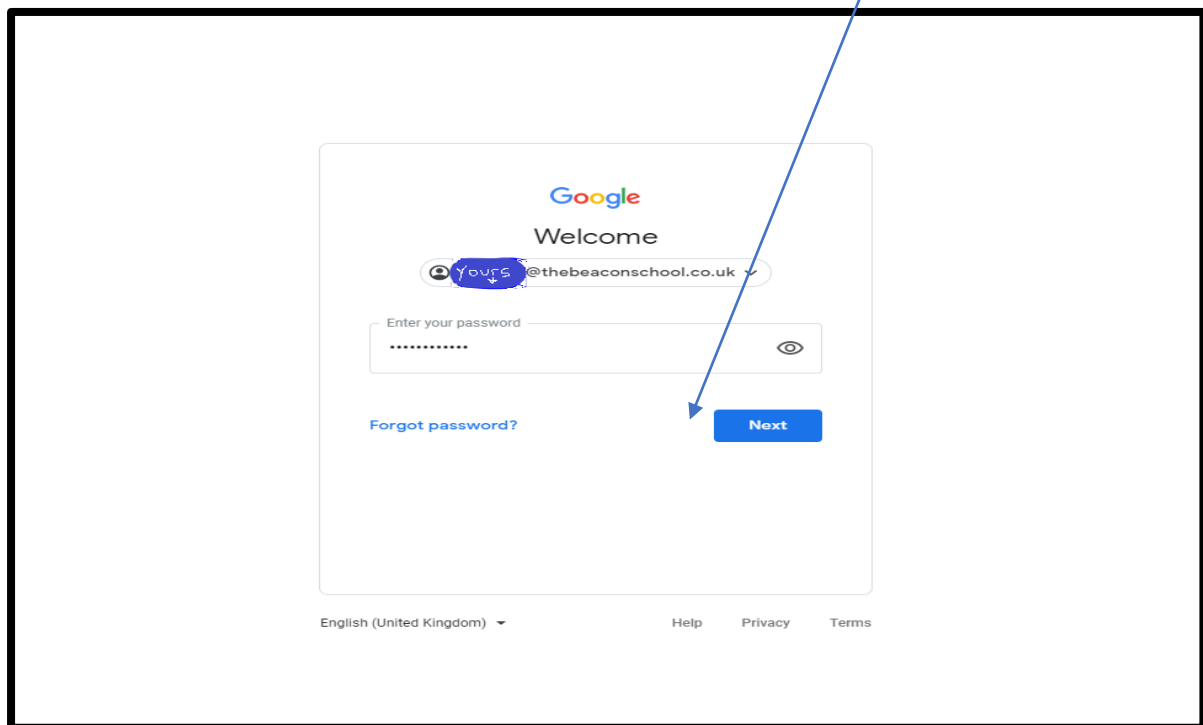 Google
Welcome
yours @thebeaconschool.co.uk
Enter your password
••••••••••••
Forgot password?
Next
English (United Kingdom)
Help Privacy Terms